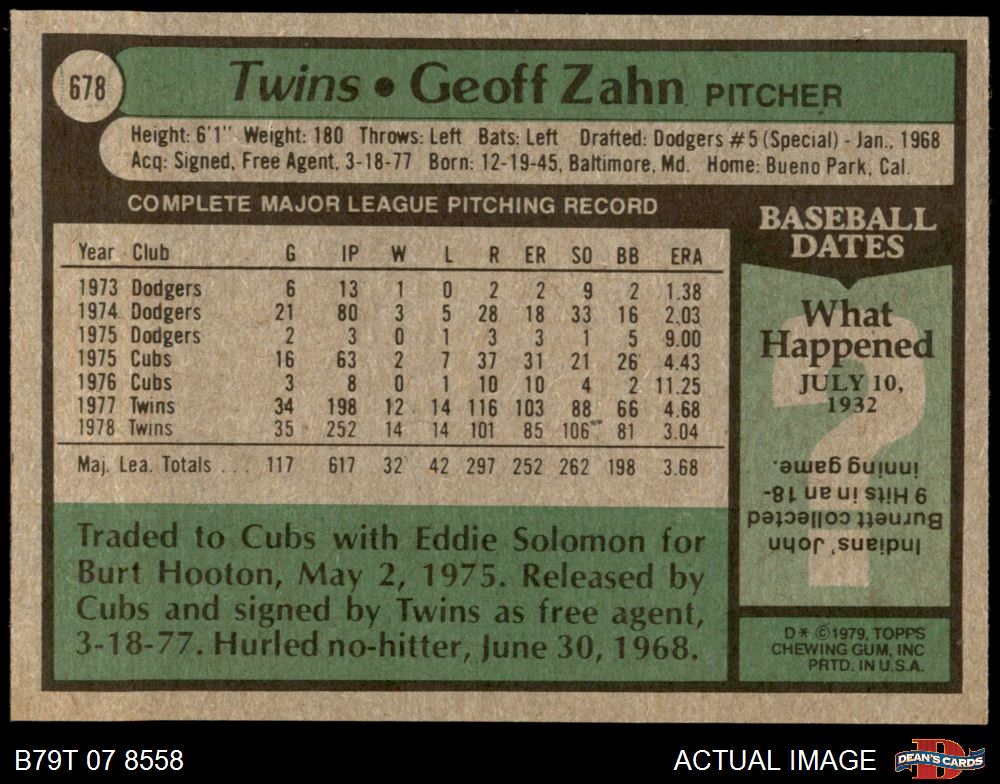 678
Twins • Geoff Zahn PITCHER
Height: 6'1" Weight: 180 Throws: Left Bats: Left Drafted: Dodgers #5 (Special) - Jan., 1968
Acq: Signed, Free Agent, 3-18-77 Born: 12-19-45, Baltimore, Md. Home: Bueno Park, Cal.
COMPLETE MAJOR LEAGUE PITCHING RECORD
Year Club G IP W L R ER SO BB ERA
1973 Dodgers 6 13 1 0 2 2 9 2 1.38
1974 Dodgers 21 80 3 5 28 18 33 16 2.03
1975 Dodgers 2 3 0 1 3 3 1 5 9.00
1975 Cubs 16 63 2 7 37 31 21 26 4.43
1976 Cubs 3 8 0 1 10 10 4 2 11.25
1977 Twins 34 198 12 14 116 103 88 66 4.68
1978 Twins 35 252 14 14 101 85 106 81 3.04
Maj. Lea. Totals ... 117 617 32 42 297 252 262 198 3.68
Traded to Cubs with Eddie Solomon for
Burt Hooton, May 2, 1975. Released by
Cubs and signed by Twins as free agent,
3-18-77. Hurled no-hitter, June 30, 1968.
BASEBALL
DATES
What
Happened
JULY 10,
1932
?
Indians' John
Burnett collected
9 Hits in an 18-
inning game.
D* ©1979, TOPPS
CHEWING GUM, INC
PRTD. IN U.S.A.
B79T 07 8558
ACTUAL IMAGE
D
DEAN'S CARDS